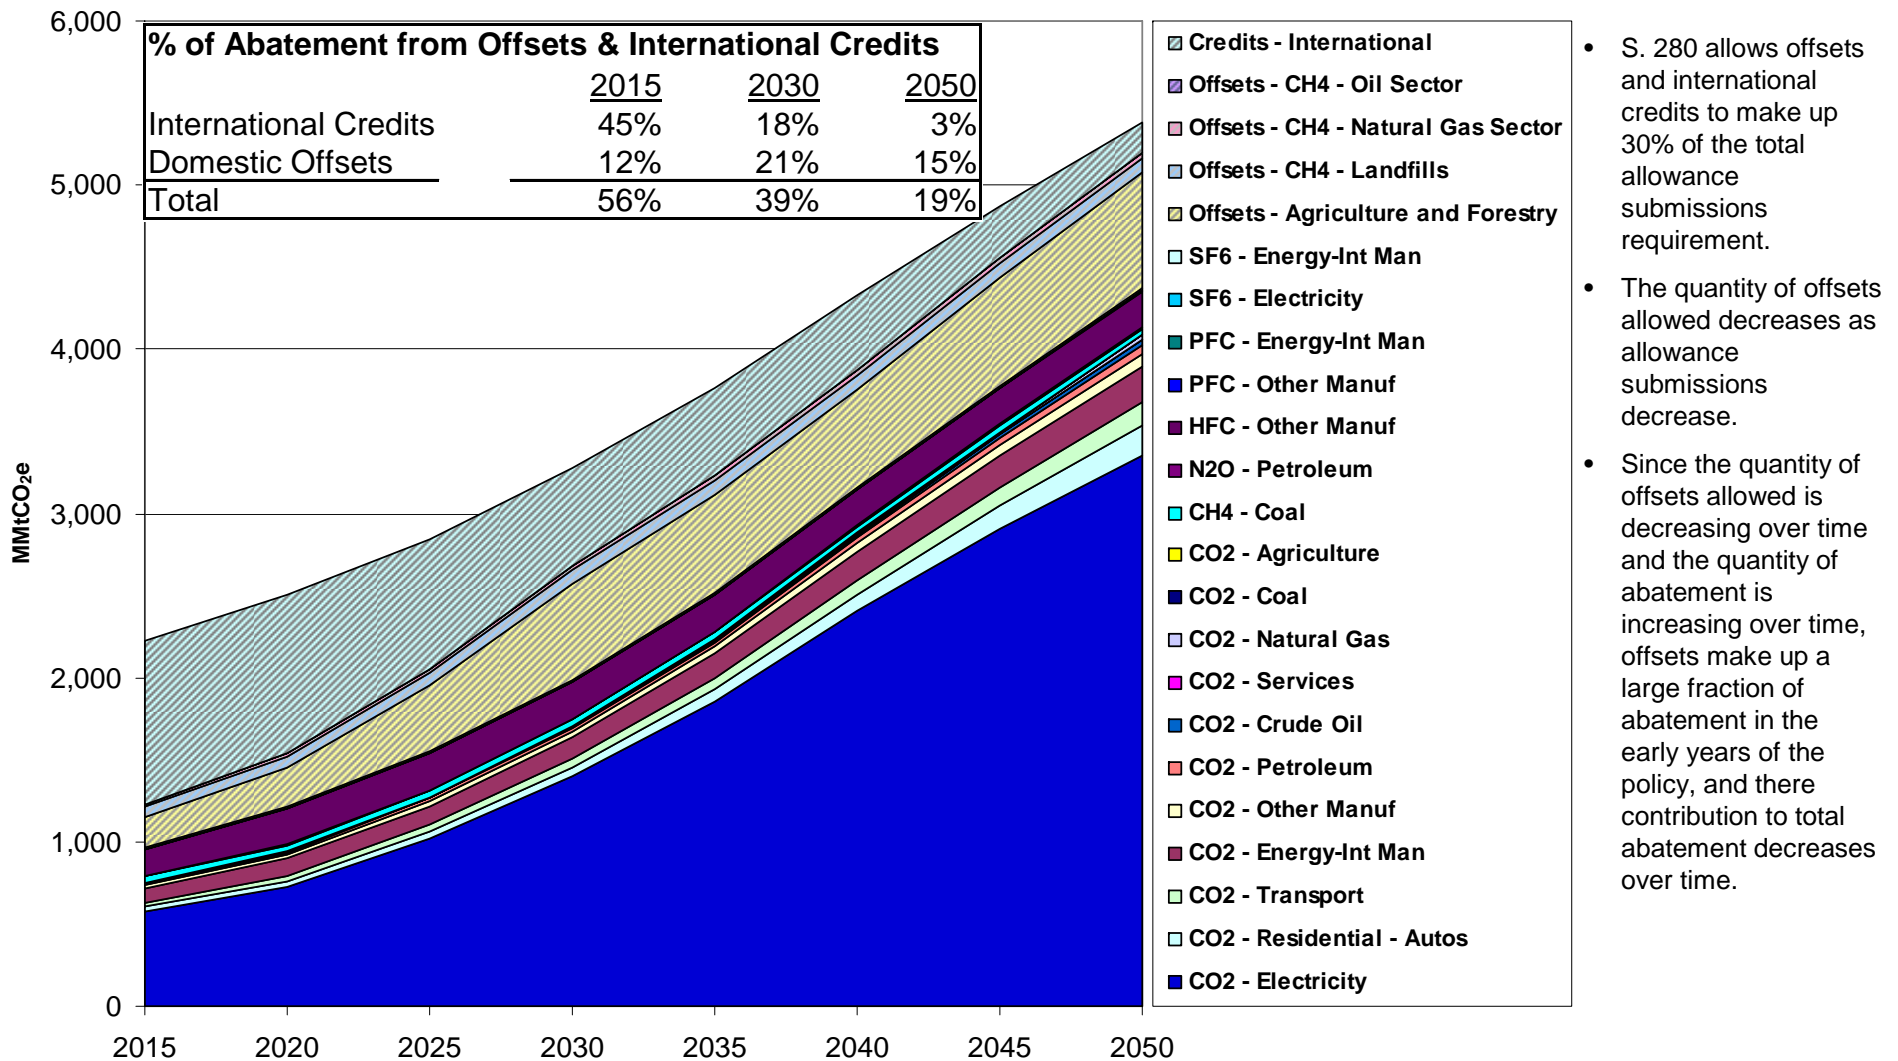 6,000
5,000
4,000
3,000
2,000
1,000
0
MMtCO2e
2015 2020 2025 2030 2035 2040 2045 2050
% of Abatement from Offsets & International Credits
2015 2030 2050
International Credits 45% 18% 3%
Domestic Offsets 12% 21% 15%
Total 56% 39% 19%
Credits - International
Offsets - CH4 - Oil Sector
Offsets - CH4 - Natural Gas Sector
Offsets - CH4 - Landfills
Offsets - Agriculture and Forestry
SF6 - Energy-Int Man
SF6 - Electricity
PFC - Energy-Int Man
PFC - Other Manuf
HFC - Other Manuf
N2O - Petroleum
CH4 - Coal
CO2 - Agriculture
CO2 - Coal
CO2 - Natural Gas
CO2 - Services
CO2 - Crude Oil
CO2 - Petroleum
CO2 - Other Manuf
CO2 - Energy-Int Man
CO2 - Transport
CO2 - Residential - Autos
CO2 - Electricity
• S. 280 allows offsets
and international
credits to make up
30% of the total
allowance
submissions
requirement.
• The quantity of offsets
allowed decreases as
allowance
submissions
decrease.
• Since the quantity of
offsets allowed is
decreasing over time
and the quantity of
abatement is
increasing over time,
offsets make up a
large fraction of
abatement in the
early years of the
policy, and there
contribution to total
abatement decreases
over time.